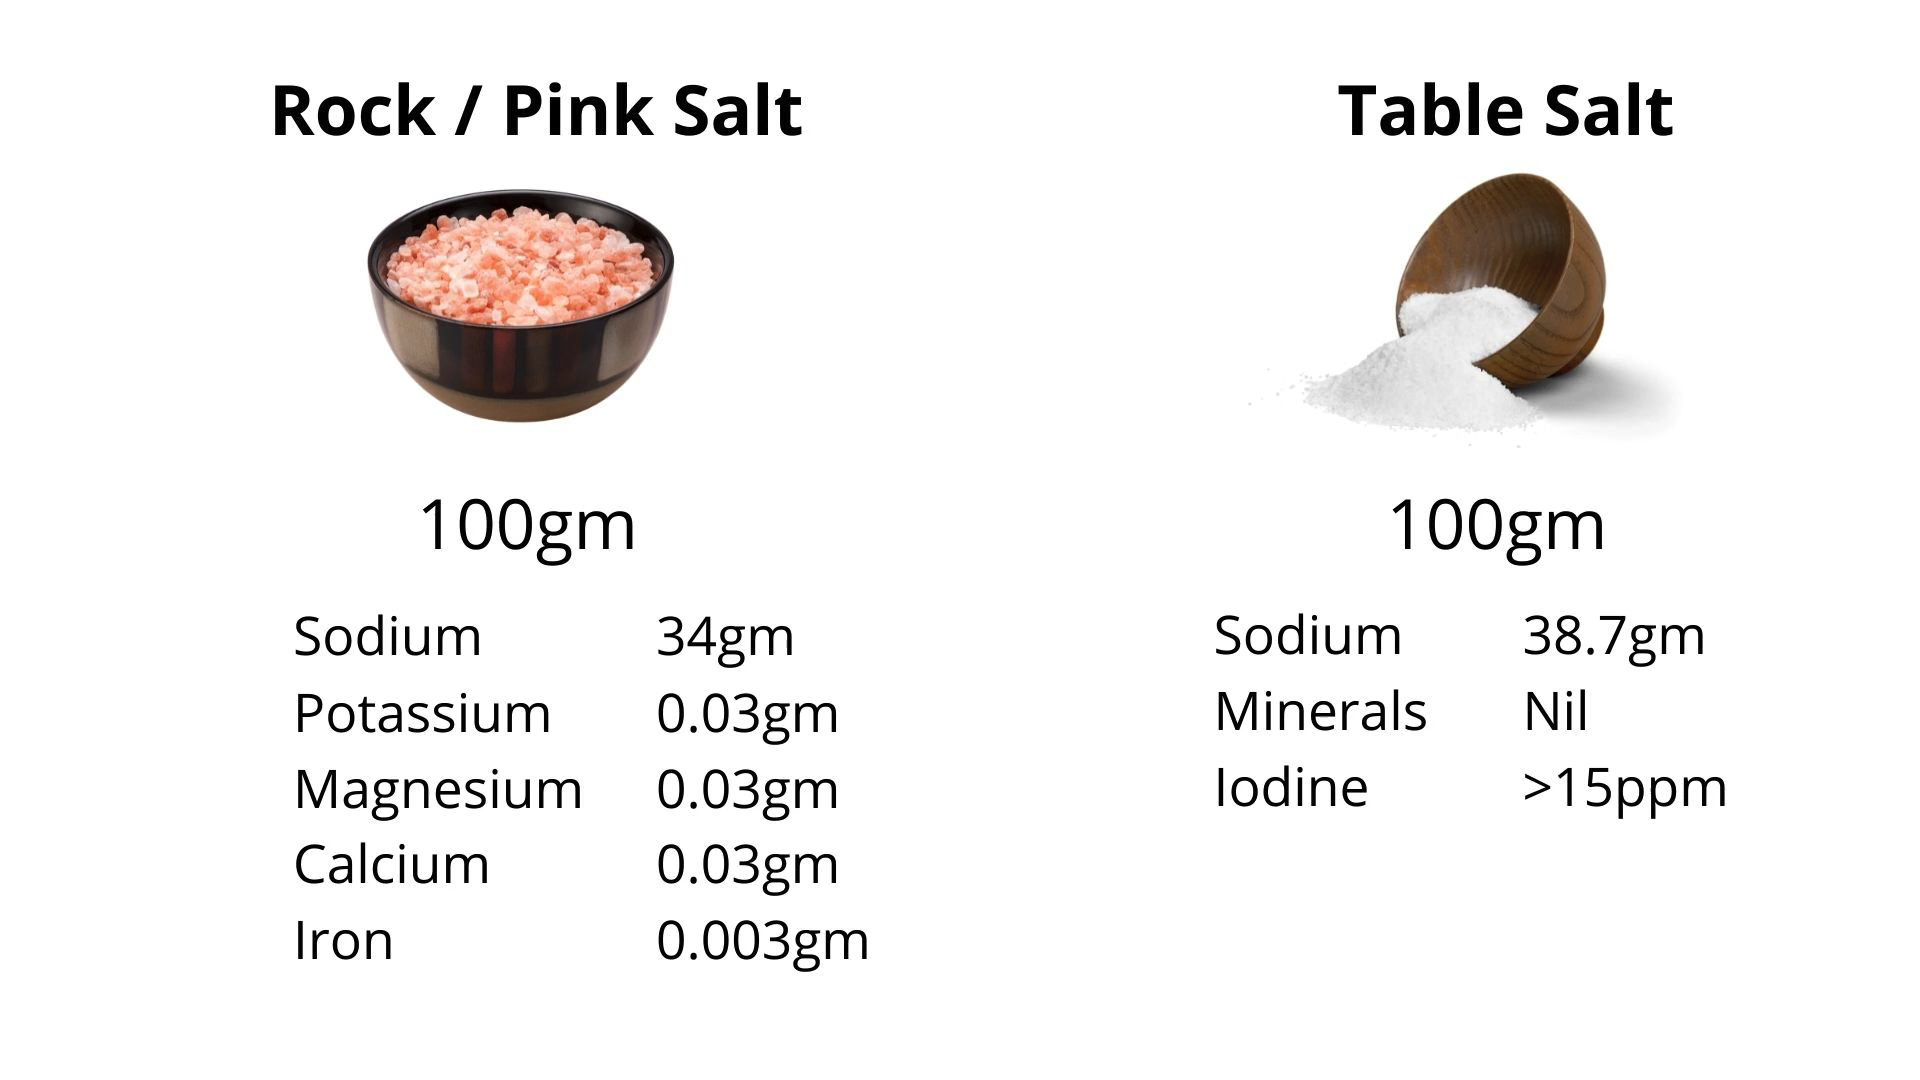 Rock / Pink Salt
100gm
Sodium 34gm
Potassium 0.03gm
Magnesium 0.03gm
Calcium 0.03gm
Iron 0.003gm
Table Salt
100gm
Sodium 38.7gm
Minerals Nil
Iodine >15ppm